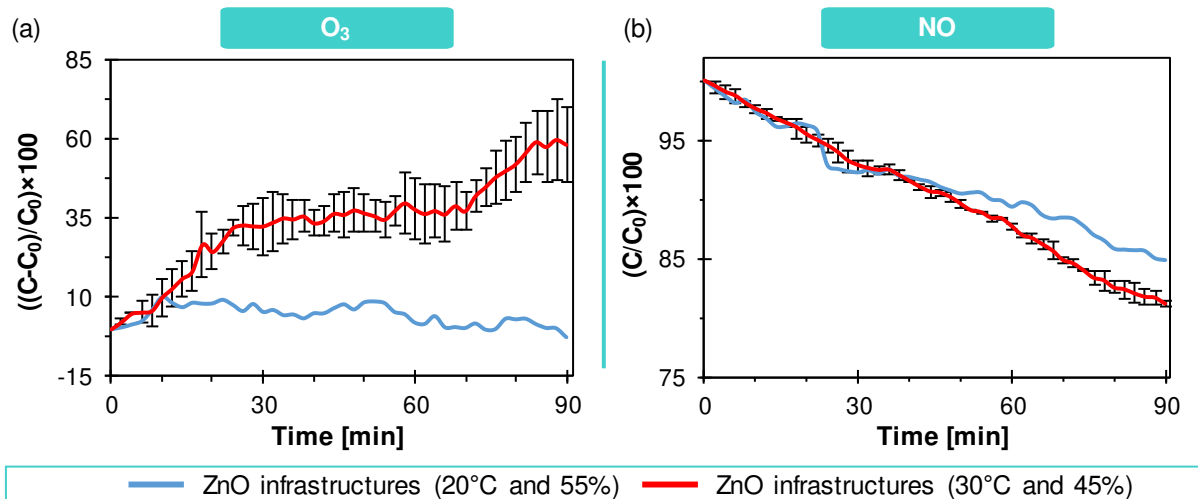 (a)
O₃
((C-C₀)/C₀)×100
85
60
35
10
-15
0
30
60
90
Time [min]
(b)
NO
(C/C₀)×100
95
85
75
0
30
60
90
Time [min]
ZnO infrastructures (20°C and 55%)
ZnO infrastructures (30°C and 45%)